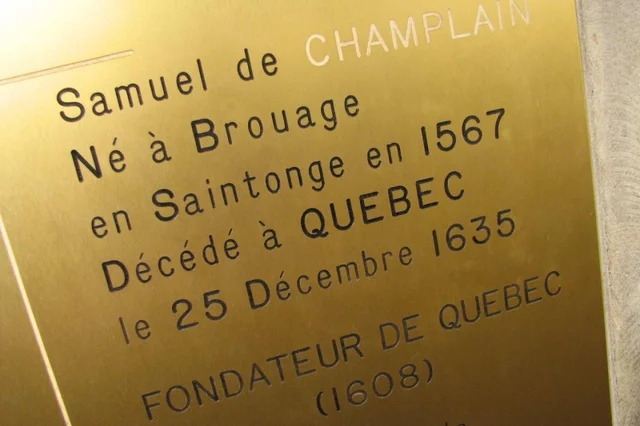 Samuel de CHAMPLAIN
Né à Brouage
en Saintonge en 1567
Décédé à QUEBEC
le 25 Décembre 1635
FONDATEUR DE QUEBEC
(1608)